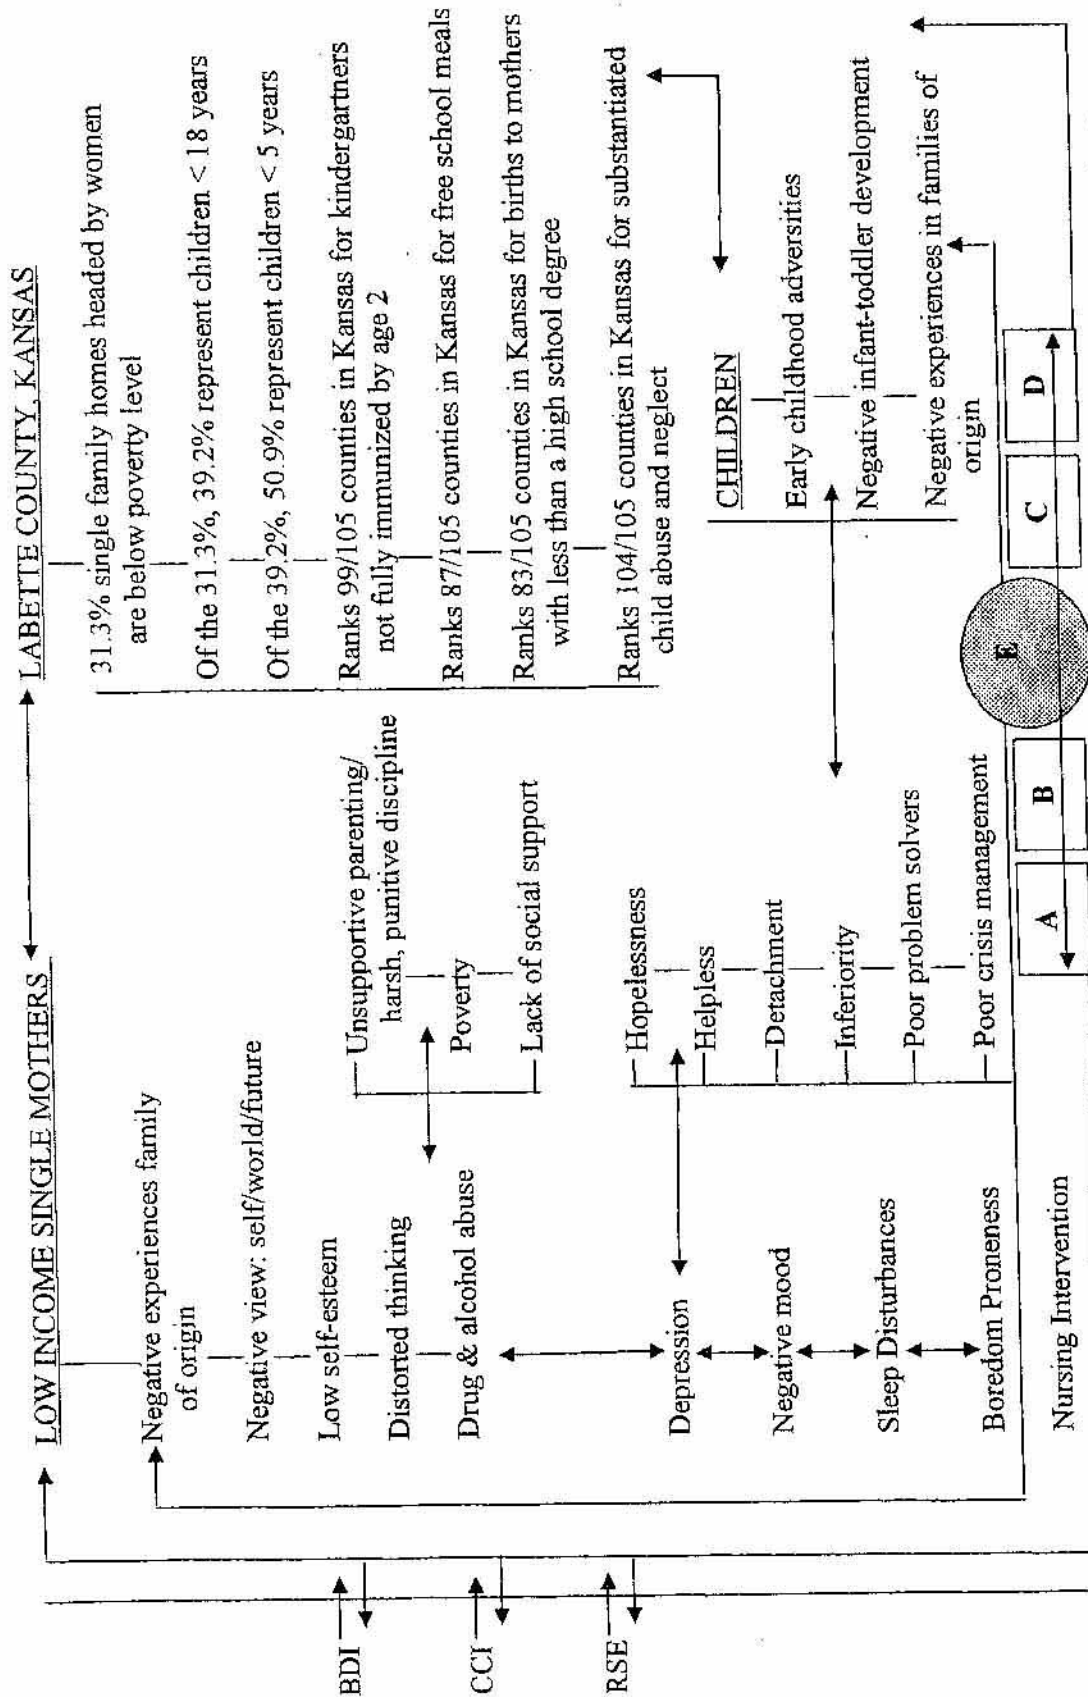 LOW INCOME SINGLE MOTHERS
LABETTE COUNTY, KANSAS
Negative experiences family
of origin
Negative view: self/world/future
Low self-esteem
Distorted thinking
Drug & alcohol abuse
Unsupportive parenting/
harsh, punitive discipline
Poverty
Lack of social support
31.3% single family homes headed by women
are below poverty level
Of the 31.3%, 39.2% represent children < 18 years
Of the 39.2%, 50.9% represent children < 5 years
Ranks 99/105 counties in Kansas for kindergartners
not fully immunized by age 2
Ranks 87/105 counties in Kansas for free school meals
Ranks 83/105 counties in Kansas for births to mothers
with less than a high school degree
Ranks 104/105 counties in Kansas for substantiated
child abuse and neglect
BDI
CCI
RSE
Depression
Negative mood
Sleep Disturbances
Boredom Proneness
Hopelessness
Helpless
Detachment
Inferiority
Poor problem solvers
Poor crisis management
CHILDREN
Early childhood adversities
Negative infant-toddler development
Negative experiences in families of
origin
Nursing Intervention
A
B
E
C
D